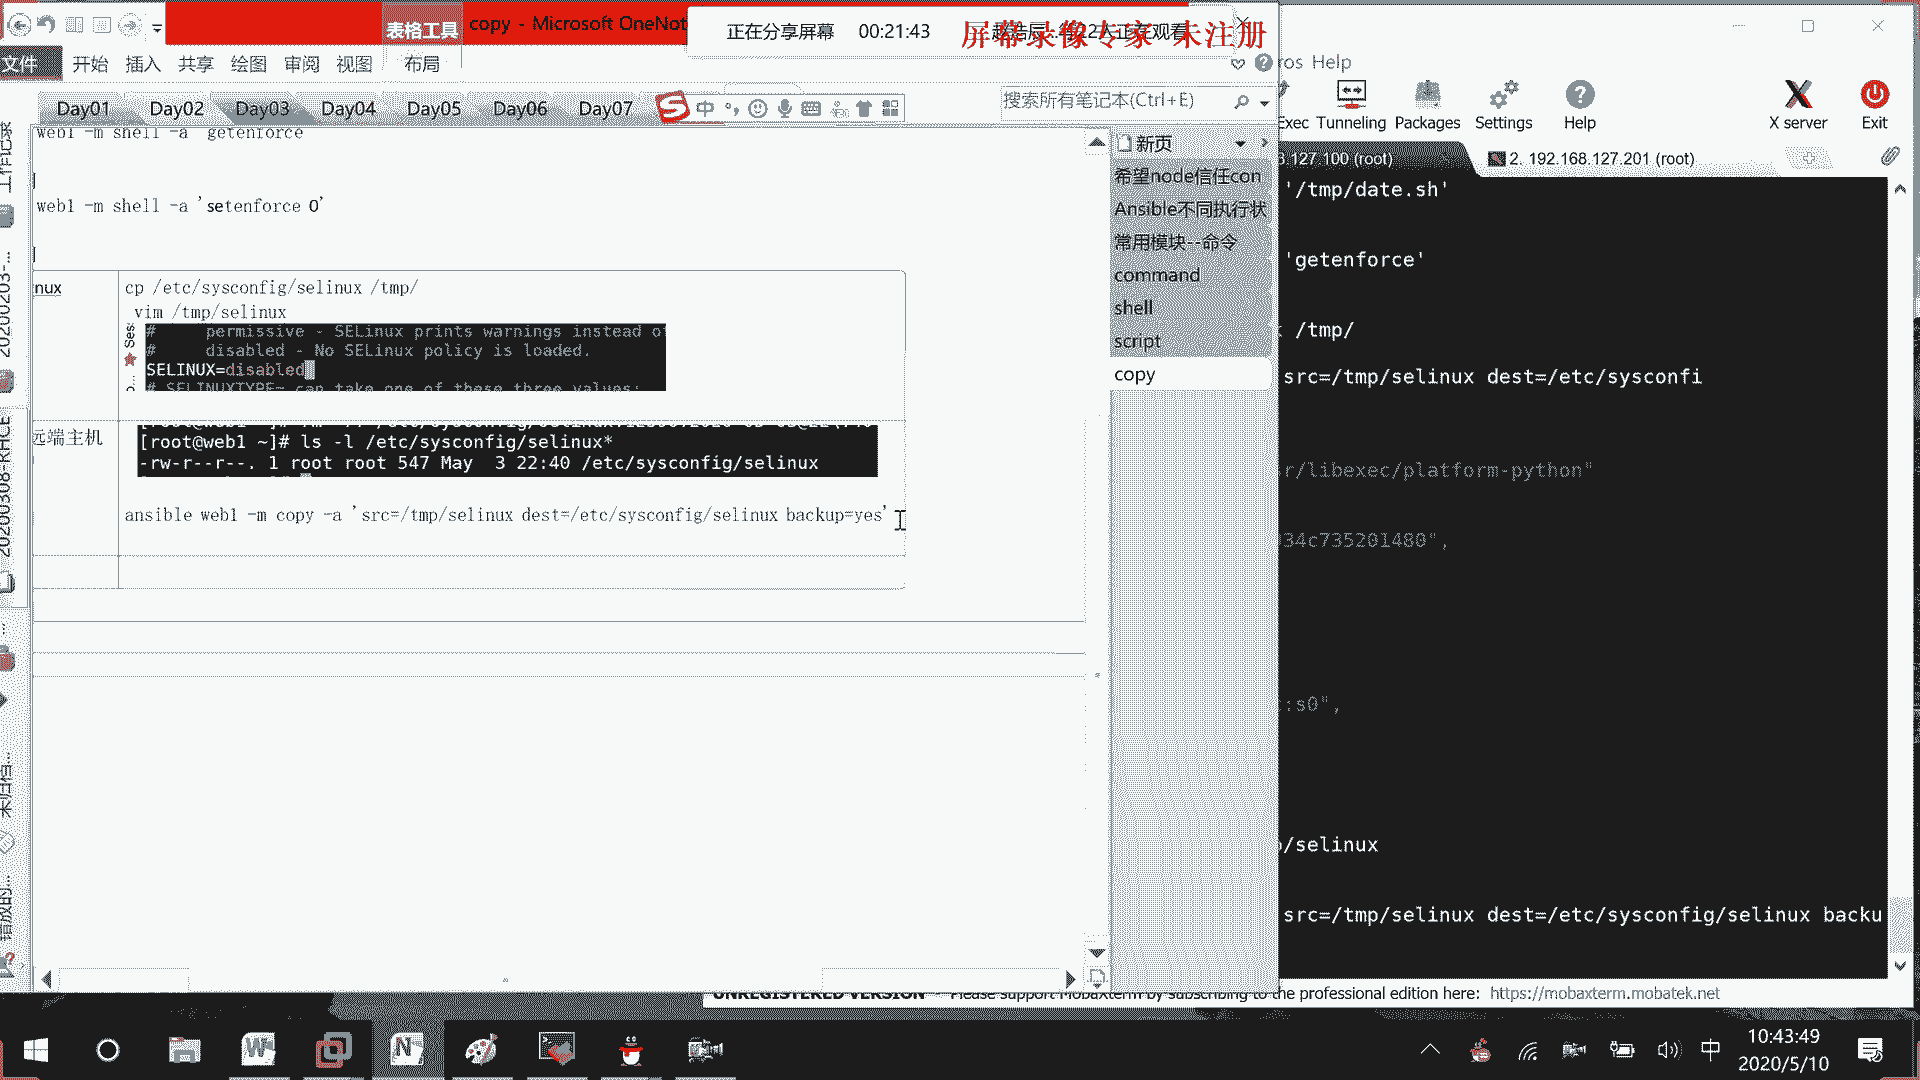 表格工具
copy - Microsoft OneNot
正在分享屏幕 00:21:43
屏幕录像专家 未注册
文件 开始 插入 共享 绘图 审阅 视图 布局
ros Help
Day01 Day02 Day03 Day04 Day05 Day06 Day07
中
搜索所有笔记本(Ctrl+E)
Exec Tunneling Packages Settings Help X server Exit
3.127.100 (root)
2. 192.168.127.201 (root)
web1 -m shell -a getenforce
web1 -m shell -a 'setenforce 0'
nux
cp /etc/sysconfig/selinux /tmp/
vim /tmp/selinux
# permissive - SELinux prints warnings instead of
# disabled - No SELinux policy is loaded.
SELINUX=disabled
# SELINUXTYPE= can take one of these three values:
远端主机
[root@web1 ~]# ls -l /etc/sysconfig/selinux*
-rw-r--r--. 1 root root 547 May 3 22:40 /etc/sysconfig/selinux
ansible web1 -m copy -a 'src=/tmp/selinux dest=/etc/sysconfig/selinux backup=yes'
新页
希望node信任con
Ansible不同执行状
常用模块--命令
command
shell
script
copy
'/tmp/date.sh'
'getenforce'
/tmp/
src=/tmp/selinux dest=/etc/sysconfi
r/libexec/platform-python"
34c735201480",
:s0",
/selinux
src=/tmp/selinux dest=/etc/sysconfig/selinux backu
UNREGISTERED VERSION - Please support MobaXterm by subscribing to the professional edition here: https://mobaxterm.mobatek.net
中
10:43:49
2020/5/10